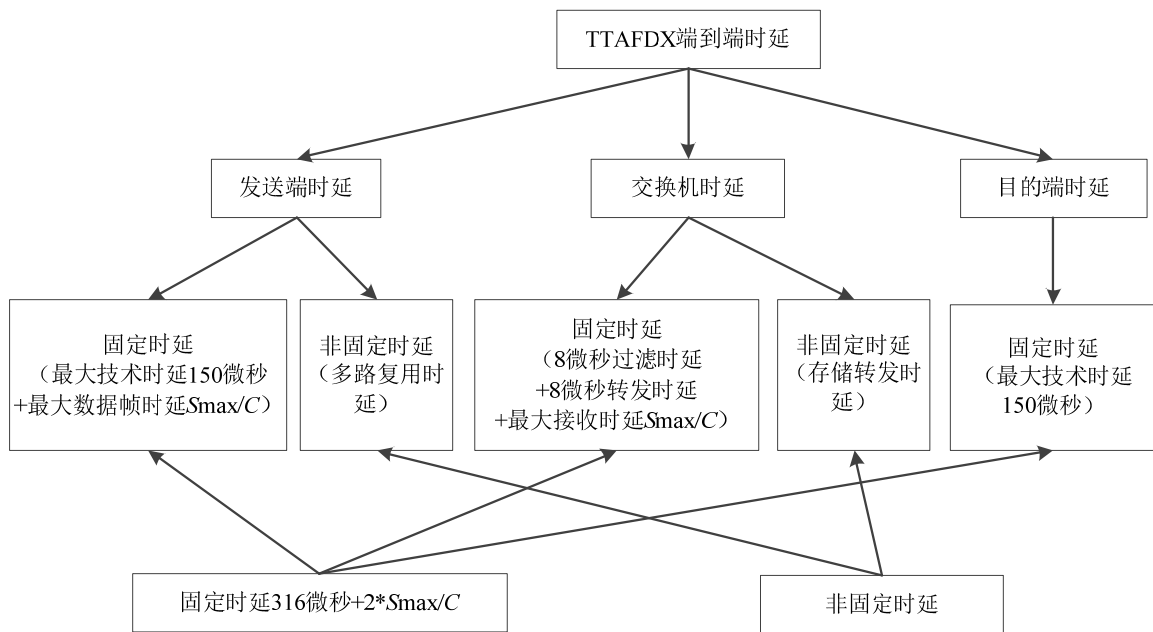 TTAFDX端到端时延
发送端时延
交换机时延
目的端时延
固定时延
（最大技术时延150微秒
+最大数据帧时延Smax/C）
非固定时延
（多路复用时
延）
固定时延
（8微秒过滤时延
+8微秒转发时延
+最大接收时延Smax/C）
非固定时延
（存储转发时
延）
固定时延
（最大技术时延
150微秒）
固定时延316微秒+2*Smax/C
非固定时延